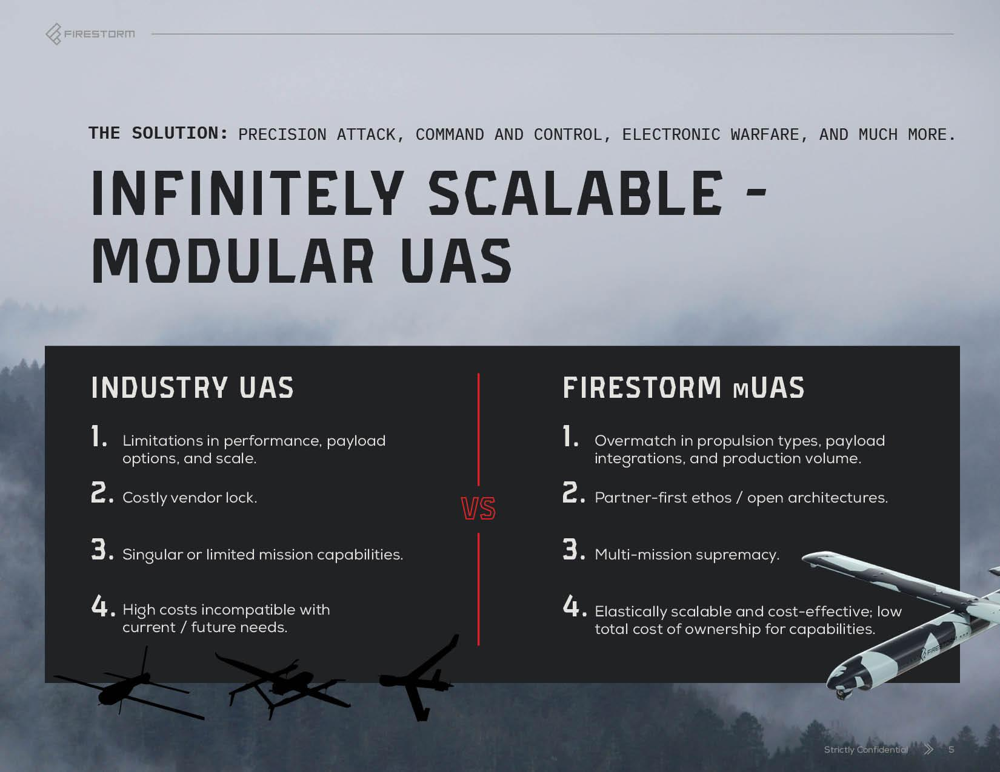 FIRESTORM
THE SOLUTION: PRECISION ATTACK, COMMAND AND CONTROL, ELECTRONIC WARFARE, AND MUCH MORE.
INFINITELY SCALABLE -
MODULAR UAS
INDUSTRY UAS
1. Limitations in performance, payload
options, and scale.
2. Costly vendor lock.
3. Singular or limited mission capabilities.
4. High costs incompatible with
current / future needs.
VS
FIRESTORM MUAS
1. Overmatch in propulsion types, payload
integrations, and production volume.
2. Partner-first ethos / open architectures.
3. Multi-mission supremacy.
4. Elastically scalable and cost-effective; low
total cost of ownership for capabilities.
FIRESTORM
Strictly Confidential 5